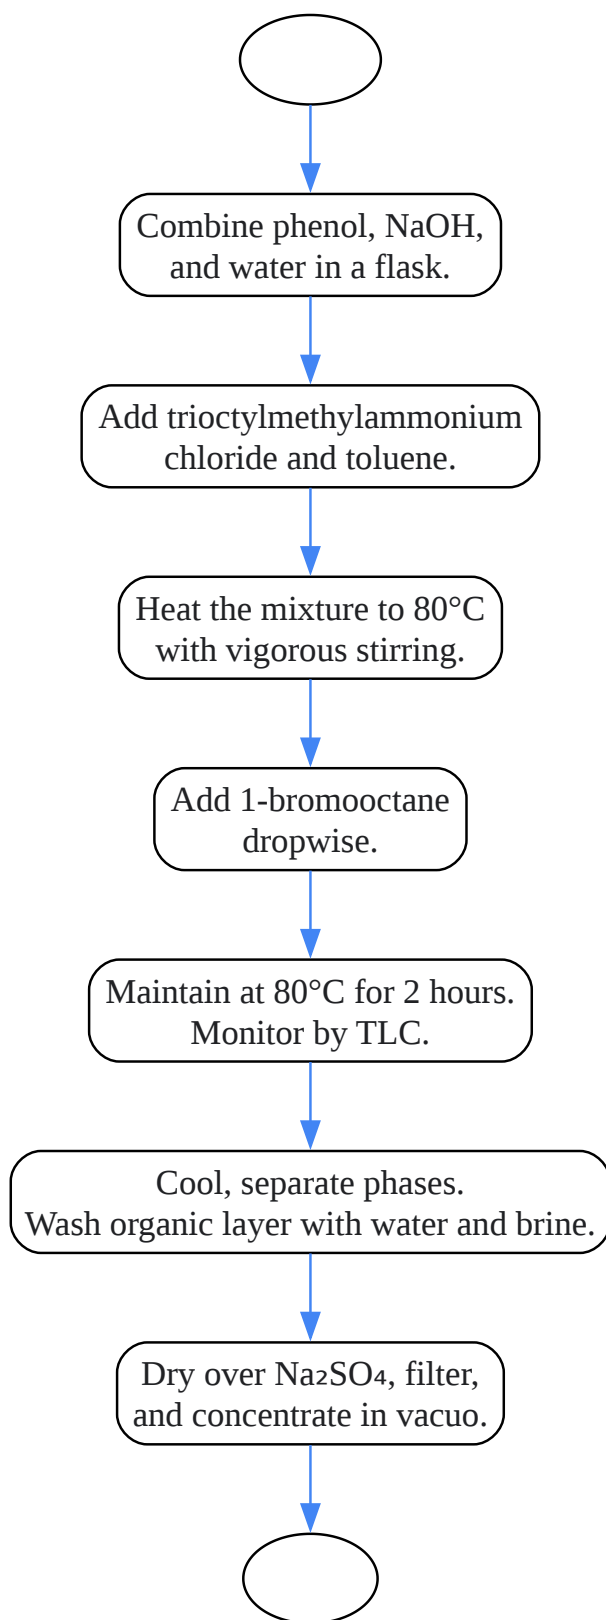 Combine phenol, NaOH,
and water in a flask.
Add trioctylmethylammonium
chloride and toluene.
Heat the mixture to 80°C
with vigorous stirring.
Add 1-bromooctane
dropwise.
Maintain at 80°C for 2 hours.
Monitor by TLC.
Cool, separate phases.
Wash organic layer with water and brine.
Dry over Na₂SO₄, filter,
and concentrate in vacuo.